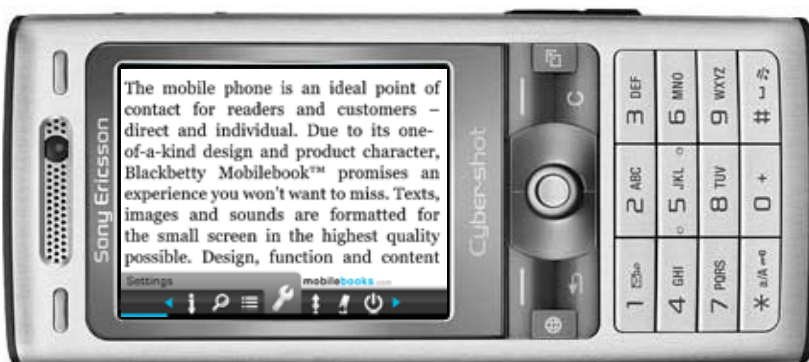 Sony Ericsson
The mobile phone is an ideal point of
contact for readers and customers –
direct and individual. Due to its one-
of-a-kind design and product character,
Blackbetty Mobilebook™ promises an
experience you won't want to miss. Texts,
images and sounds are formatted for
the small screen in the highest quality
possible. Design, function and content
Settings
mobilebooks.com
Cyber-shot
C
3 DEF
6 MNO
9 WXYZ
#
2 ABC
5 JKL
8 TUV
0 +
1
4 GHI
7 PQRS
* a/A